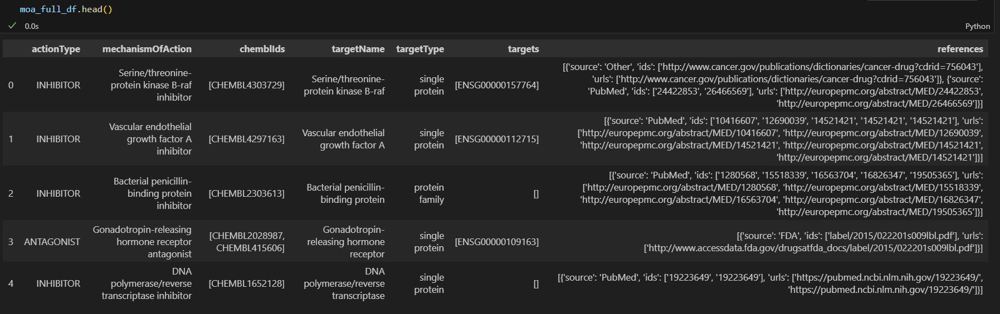 moa_full_df.head()
0.0s
Python
actionType mechanismOfAction chemblIds targetName targetType targets references
0 INHIBITOR Serine/threonine-protein kinase B-raf inhibitor [CHEMBL4303729] Serine/threonine-protein kinase B-raf single protein [ENSG00000157764] [{'source': 'Other', 'ids': ['http://www.cancer.gov/publications/dictionaries/cancer-drug?cdrid=756043'],
'urls': ['http://www.cancer.gov/publications/dictionaries/cancer-drug?cdrid=756043']}, {'source':
'PubMed', 'ids': ['24422853', '26466569'], 'urls': ['http://europepmc.org/abstract/MED/24422853',
'http://europepmc.org/abstract/MED/26466569']}]
1 INHIBITOR Vascular endothelial growth factor A inhibitor [CHEMBL4297163] Vascular endothelial growth factor A single protein [ENSG00000112715] [{'source': 'PubMed', 'ids': ['10416607', '12690039', '14521421', '14521421', '14521421'], 'urls':
['http://europepmc.org/abstract/MED/10416607', 'http://europepmc.org/abstract/MED/12690039',
'http://europepmc.org/abstract/MED/14521421', 'http://europepmc.org/abstract/MED/14521421',
'http://europepmc.org/abstract/MED/14521421']}]
2 INHIBITOR Bacterial penicillin-binding protein inhibitor [CHEMBL2303613] Bacterial penicillin-binding protein protein family [] [{'source': 'PubMed', 'ids': ['1280568', '15518339', '16563704', '16826347', '19505365'], 'urls':
['http://europepmc.org/abstract/MED/1280568', 'http://europepmc.org/abstract/MED/15518339',
'http://europepmc.org/abstract/MED/16563704', 'http://europepmc.org/abstract/MED/16826347',
'http://europepmc.org/abstract/MED/19505365']}]
3 ANTAGONIST Gonadotropin-releasing hormone receptor antagonist [CHEMBL2028987, CHEMBL415606] Gonadotropin-releasing hormone receptor single protein [ENSG00000109163] [{'source': 'FDA', 'ids': ['label/2015/022201s009lbl.pdf'], 'urls':
['http://www.accessdata.fda.gov/drugsatfda_docs/label/2015/022201s009lbl.pdf']}]
4 INHIBITOR DNA polymerase/reverse transcriptase inhibitor [CHEMBL1652128] DNA polymerase/reverse transcriptase single protein [] [{'source': 'PubMed', 'ids': ['19223649', '19223649'], 'urls': ['https://pubmed.ncbi.nlm.nih.gov/19223649/',
'https://pubmed.ncbi.nlm.nih.gov/19223649/']}]